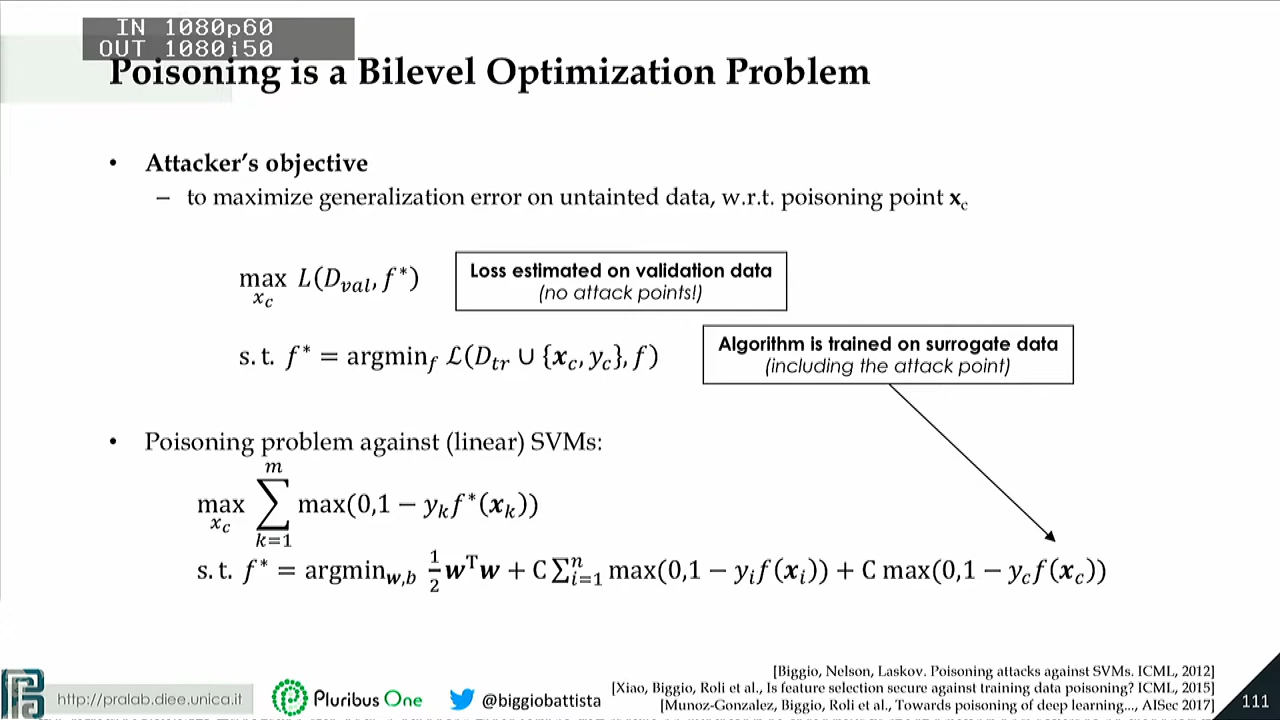 IN 1080p60
OUT 1080i50
Poisoning is a Bilevel Optimization Problem
• Attacker's objective
– to maximize generalization error on untainted data, w.r.t. poisoning point x_c
max_{x_c} L(D_{val}, f*)
Loss estimated on validation data
(no attack points!)
s.t. f* = argmin_f ℒ(D_{tr} ∪ {x_c, y_c}, f)
Algorithm is trained on surrogate data
(including the attack point)
• Poisoning problem against (linear) SVMs:
max_{x_c} ∑_{k=1}^{m} max(0,1 − y_k f*(x_k))
s.t. f* = argmin_{w,b} 1/2 w^T w + C ∑_{i=1}^{n} max(0,1 − y_i f(x_i)) + C max(0,1 − y_c f(x_c))
[Biggio, Nelson, Laskov. Poisoning attacks against SVMs. ICML, 2012]
[Xiao, Biggio, Roli et al., Is feature selection secure against training data poisoning? ICML, 2015]
[Munoz-Gonzalez, Biggio, Roli et al., Towards poisoning of deep learning..., AISec 2017]
http://pralab.diee.unica.it
Pluribus One
@biggiobattista
111